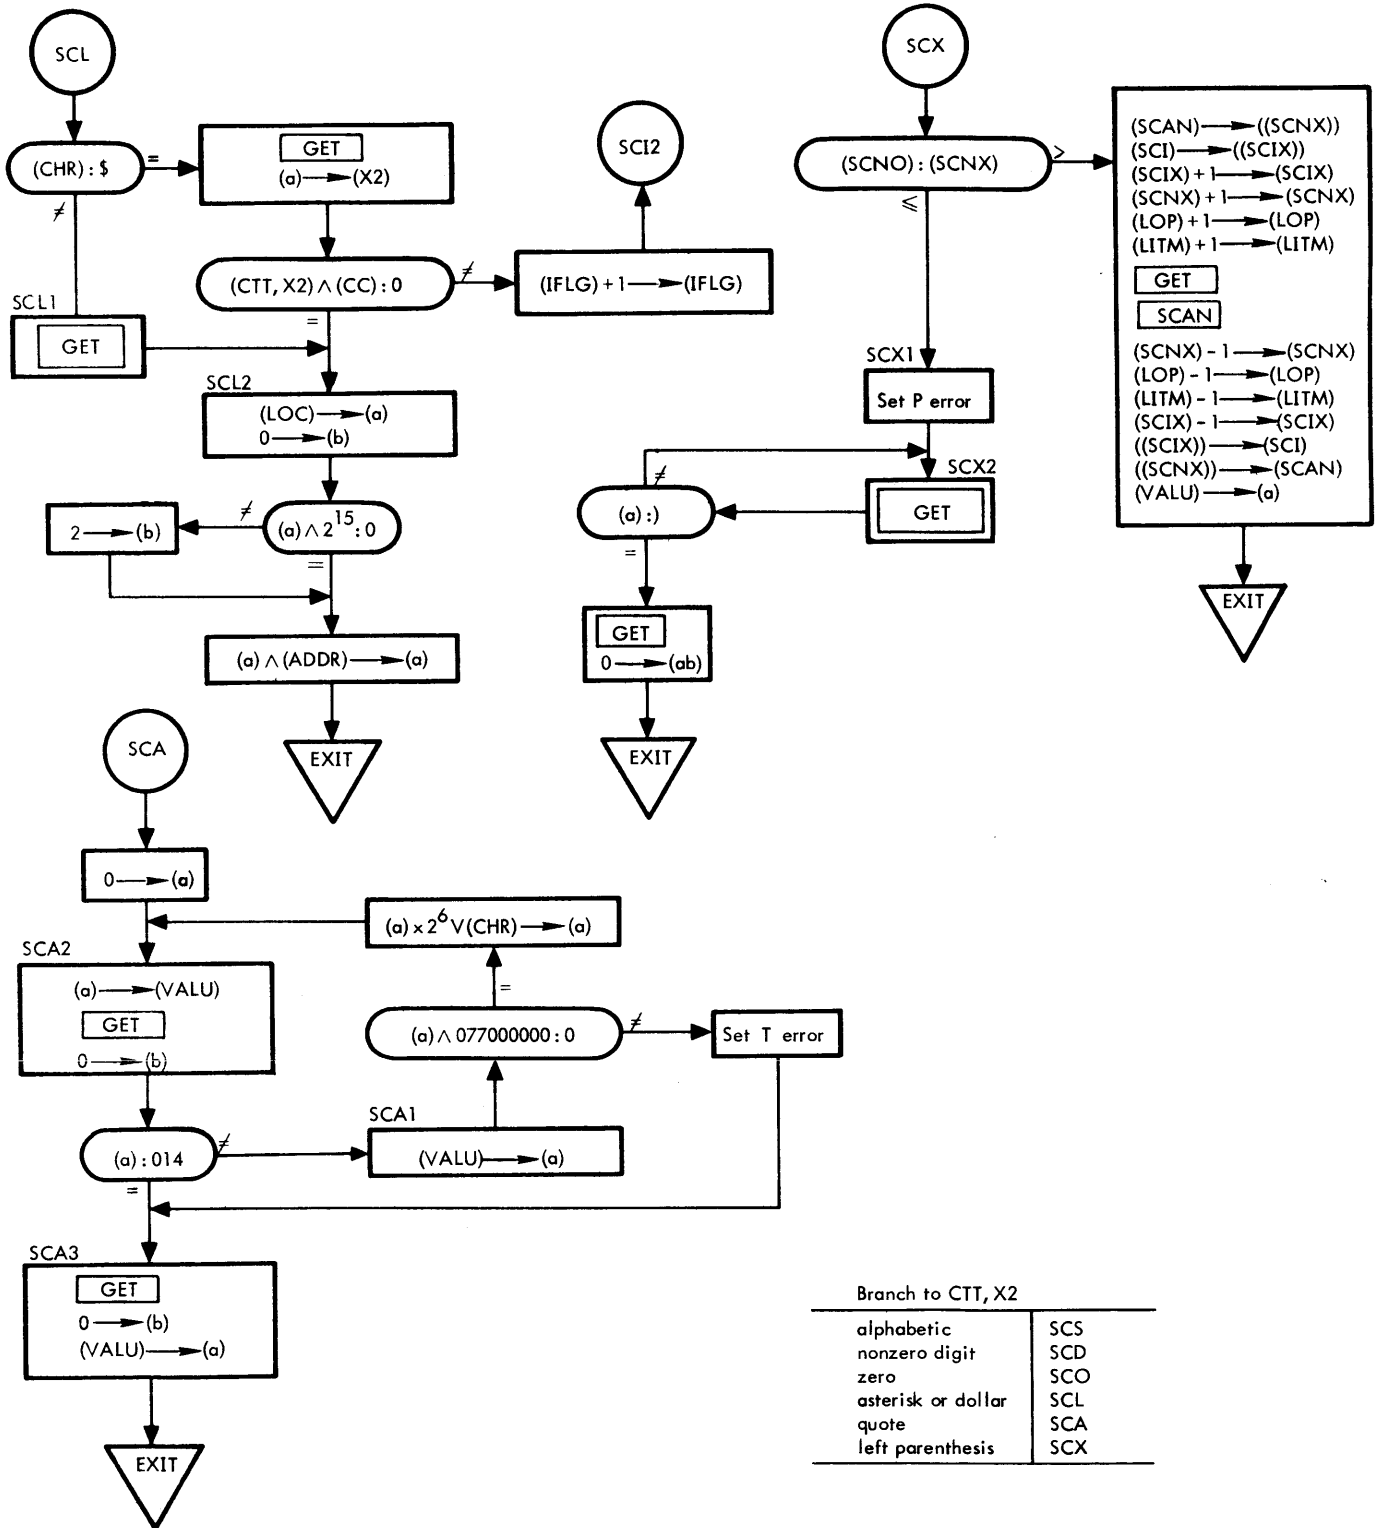 SCL
(CHR) : $
=
≠
GET
(a) → (X2)
(CTT, X2) ∧ (CC) : 0
≠
=
(IFLG) + 1 → (IFLG)
SCI2
SCL1
GET
SCL2
(LOC) → (a)
0 → (b)
(a) ∧ 2^15 : 0
≠
=
2 → (b)
(a) ∧ (ADDR) → (a)
EXIT
SCX
(SCNO) : (SCNX)
>
≤
(SCAN) → ((SCNX))
(SCI) → ((SCIX))
(SCIX) + 1 → (SCIX)
(SCNX) + 1 → (SCNX)
(LOP) + 1 → (LOP)
(LITM) + 1 → (LITM)
GET
SCAN
(SCNX) - 1 → (SCNX)
(LOP) - 1 → (LOP)
(LITM) - 1 → (LITM)
(SCIX) - 1 → (SCIX)
((SCIX)) → (SCI)
((SCNX)) → (SCAN)
(VALU) → (a)
EXIT
SCX1
Set P error
SCX2
GET
(a) : )
≠
=
GET
0 → (ab)
EXIT
SCA
0 → (a)
SCA2
(a) → (VALU)
GET
0 → (b)
(a) : 014
≠
=
SCA1
(VALU) → (a)
(a) ∧ 077000000 : 0
=
≠
(a) x 2^6 V (CHR) → (a)
Set T error
SCA3
GET
0 → (b)
(VALU) → (a)
EXIT
Branch to CTT, X2
alphabetic SCS
nonzero digit SCD
zero SCO
asterisk or dollar SCL
quote SCA
left parenthesis SCX